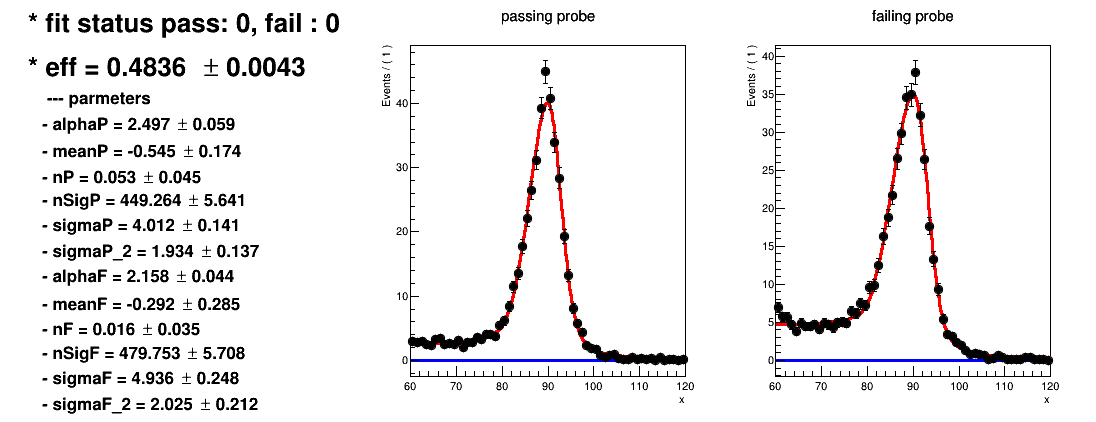 * fit status pass: 0, fail : 0
* eff = 0.4836 ± 0.0043
--- parmeters
- alphaP = 2.497 ± 0.059
- meanP = -0.545 ± 0.174
- nP = 0.053 ± 0.045
- nSigP = 449.264 ± 5.641
- sigmaP = 4.012 ± 0.141
- sigmaP_2 = 1.934 ± 0.137
- alphaF = 2.158 ± 0.044
- meanF = -0.292 ± 0.285
- nF = 0.016 ± 0.035
- nSigF = 479.753 ± 5.708
- sigmaF = 4.936 ± 0.248
- sigmaF_2 = 2.025 ± 0.212
passing probe
Events / ( 1 )
40
30
20
10
0
60 70 80 90 100 110 120
x
failing probe
Events / ( 1 )
40
35
30
25
20
15
10
5
0
60 70 80 90 100 110 120
x